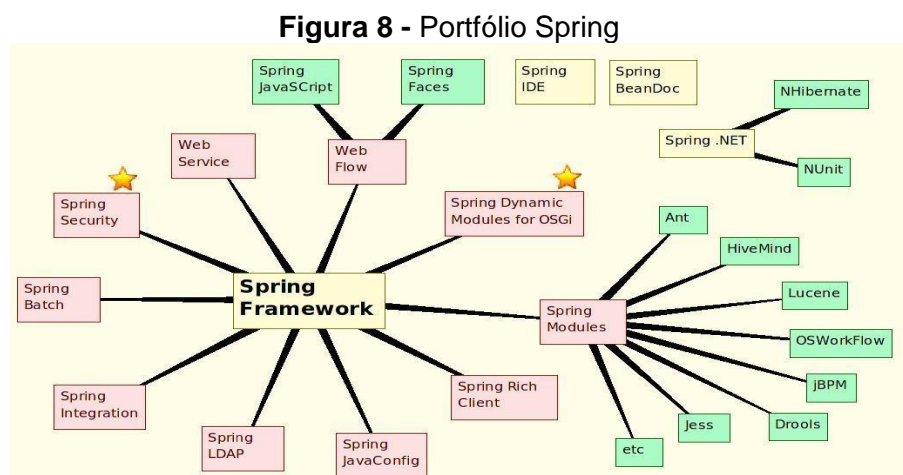 Figura 8 - Portfólio Spring
Spring
JavaSCript
Spring
Faces
Spring
IDE
Spring
BeanDoc
NHibernate
Spring .NET
NUnit
Web
Service
Web
Flow
Spring
Security
Spring Dynamic
Modules for OSGi
Ant
HiveMind
Spring
Batch
Spring
Framework
Spring
Modules
Lucene
OSWorkFlow
jBPM
Drools
Jess
etc
Spring
Integration
Spring
LDAP
Spring
JavaConfig
Spring Rich
Client